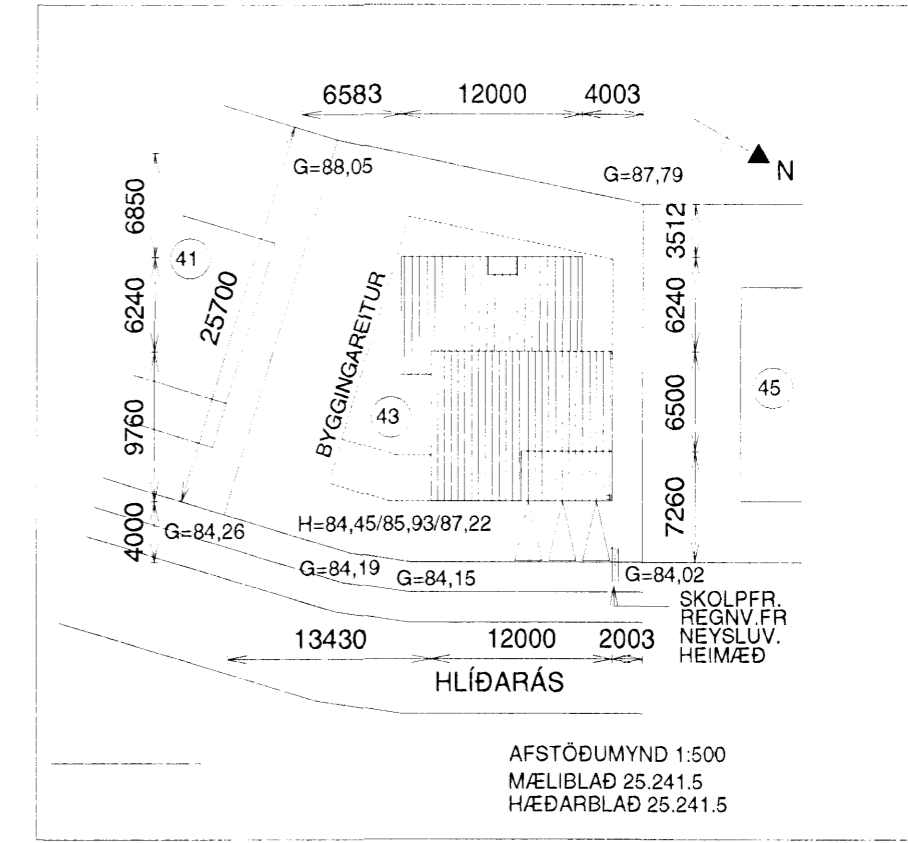 6583
12000
4003
N
G=88,05
G=87,79
6850
3512
41
25700
6240
6240
BYGGINGAREITUR
9760
43
6500
45
7260
4000
H=84,45/85,93/87,22
G=84,26
G=84,19
G=84,15
G=84,02
SKOLPFR.
REGNV.FR
NEYSLUV.
HEIMÆÐ
13430
12000
2003
HLÍÐARÁS
AFSTÖÐUMYND 1:500
MÆLIBLAÐ 25.241.5
HÆÐARBLAÐ 25.241.5